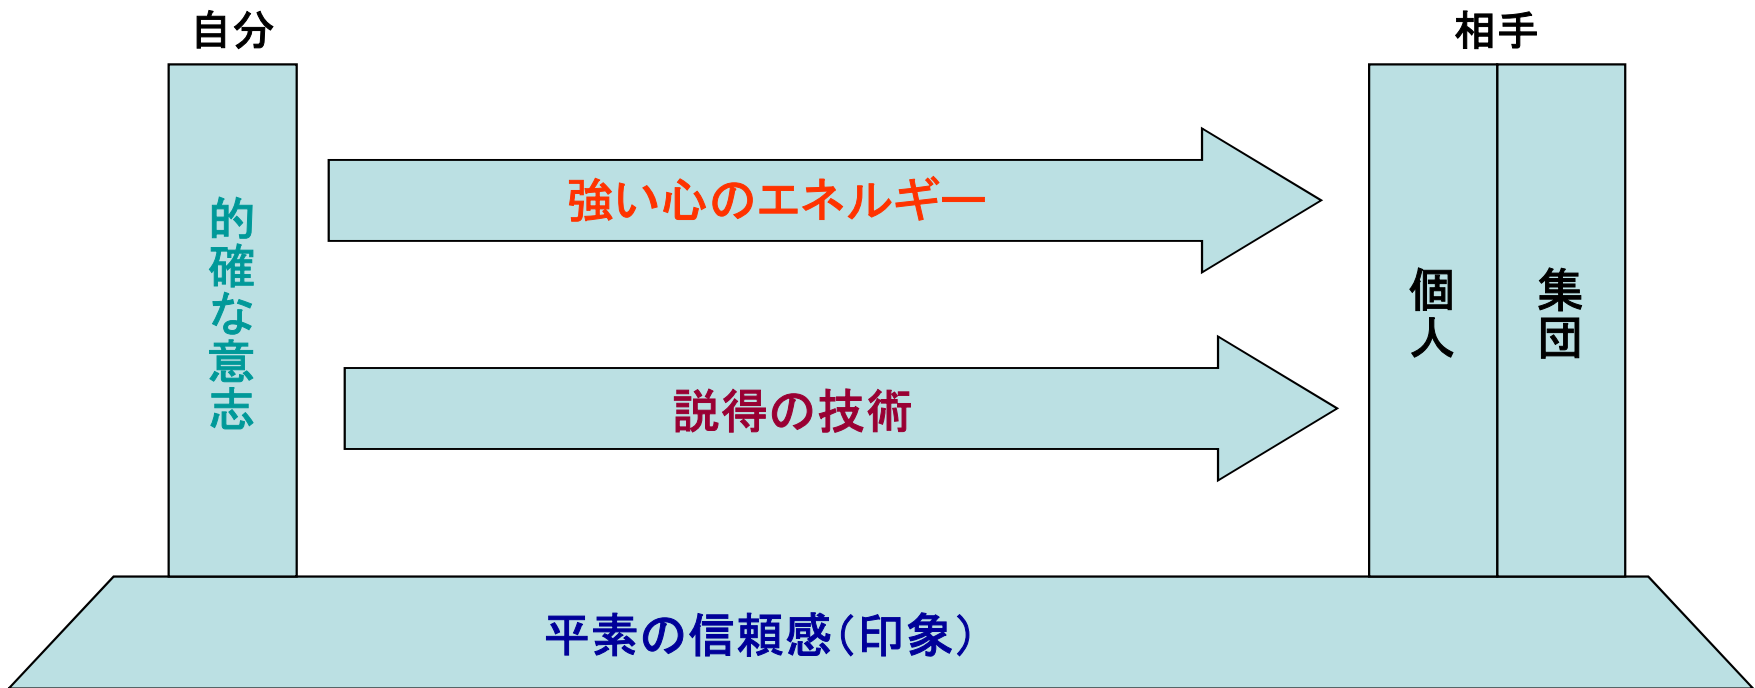 自分
相手
的確な意志
強い心のエネルギー
説得の技術
個人
集団
平素の信頼感（印象）